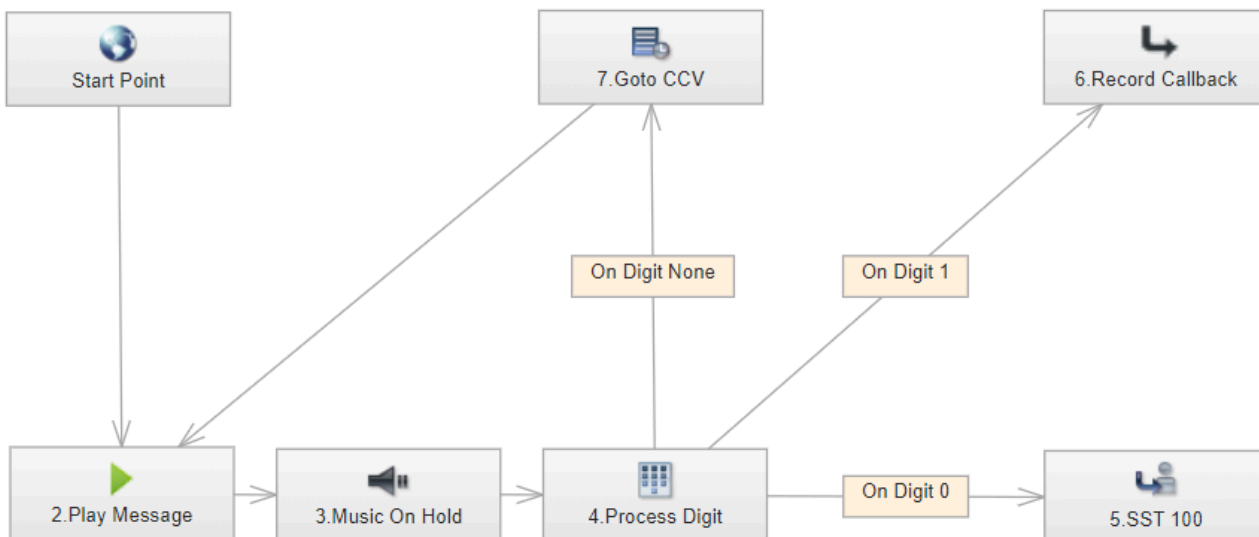 Start Point
7.Goto CCV
6.Record Callback
On Digit None
On Digit 1
2.Play Message
3.Music On Hold
4.Process Digit
On Digit 0
5.SST 100